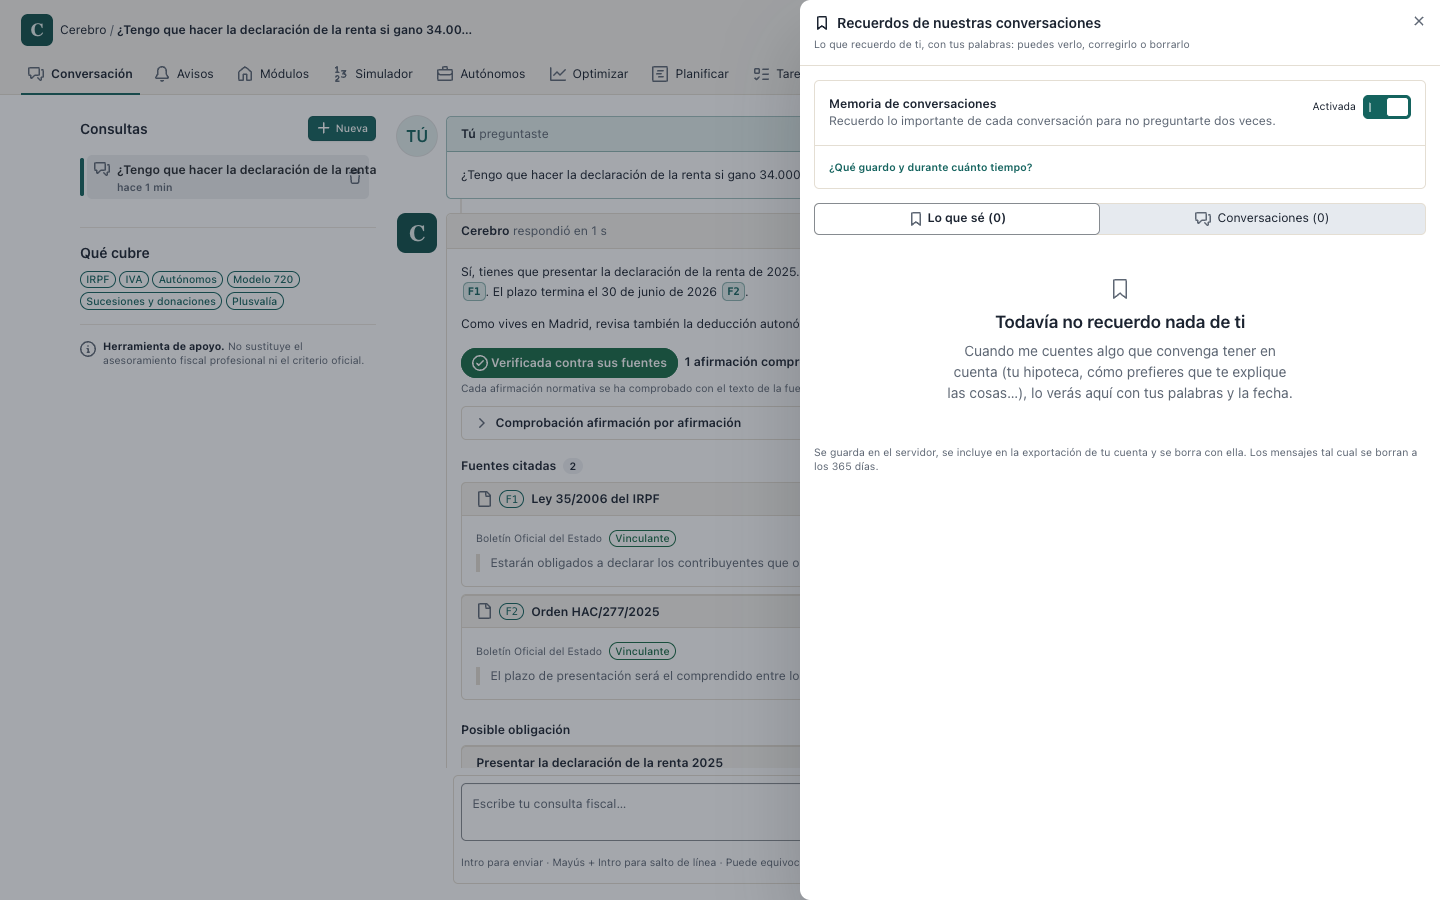 C Cerebro / ¿Tengo que hacer la declaración de la renta si gano 34.00...
Conversación Avisos Módulos Simulador Autónomos Optimizar Planificar Tare
Consultas
+ Nueva
¿Tengo que hacer la declaración de la renta
hace 1 min
Qué cubre
IRPF IVA Autónomos Modelo 720
Sucesiones y donaciones Plusvalía
Herramienta de apoyo. No sustituye el
asesoramiento fiscal profesional ni el criterio oficial.
TÚ
Tú preguntaste
¿Tengo que hacer la declaración de la renta si gano 34.000
C
Cerebro respondió en 1 s
Sí, tienes que presentar la declaración de la renta de 2025.
F1. El plazo termina el 30 de junio de 2026 F2.
Como vives en Madrid, revisa también la deducción autonó
Verificada contra sus fuentes 1 afirmación compr
Cada afirmación normativa se ha comprobado con el texto de la fue
Comprobación afirmación por afirmación
Fuentes citadas 2
F1 Ley 35/2006 del IRPF
Boletín Oficial del Estado Vinculante
Estarán obligados a declarar los contribuyentes que o
F2 Orden HAC/277/2025
Boletín Oficial del Estado Vinculante
El plazo de presentación será el comprendido entre lo
Posible obligación
Presentar la declaración de la renta 2025
Escribe tu consulta fiscal...
Intro para enviar · Mayús + Intro para salto de línea · Puede equivoc
Recuerdos de nuestras conversaciones
Lo que recuerdo de ti, con tus palabras: puedes verlo, corregirlo o borrarlo
Memoria de conversaciones
Recuerdo lo importante de cada conversación para no preguntarte dos veces.
Activada
¿Qué guardo y durante cuánto tiempo?
Lo que sé (0)
Conversaciones (0)
Todavía no recuerdo nada de ti
Cuando me cuentes algo que convenga tener en
cuenta (tu hipoteca, cómo prefieres que te explique
las cosas...), lo verás aquí con tus palabras y la fecha.
Se guarda en el servidor, se incluye en la exportación de tu cuenta y se borra con ella. Los mensajes tal cual se borran a
los 365 días.